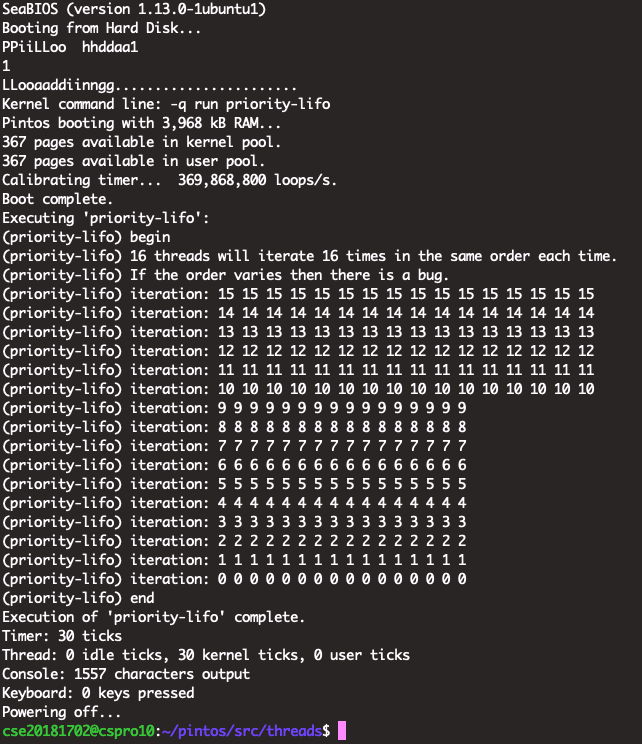 SeaBIOS (version 1.13.0-1ubuntu1)
Booting from Hard Disk...
PPiiLLoo  hhddaa1
1
LLooaaddiinngg.......................
Kernel command line: -q run priority-lifo
Pintos booting with 3,968 kB RAM...
367 pages available in kernel pool.
367 pages available in user pool.
Calibrating timer...  369,868,800 loops/s.
Boot complete.
Executing 'priority-lifo':
(priority-lifo) begin
(priority-lifo) 16 threads will iterate 16 times in the same order each time.
(priority-lifo) If the order varies then there is a bug.
(priority-lifo) iteration: 15 15 15 15 15 15 15 15 15 15 15 15 15 15 15 15
(priority-lifo) iteration: 14 14 14 14 14 14 14 14 14 14 14 14 14 14 14 14
(priority-lifo) iteration: 13 13 13 13 13 13 13 13 13 13 13 13 13 13 13 13
(priority-lifo) iteration: 12 12 12 12 12 12 12 12 12 12 12 12 12 12 12 12
(priority-lifo) iteration: 11 11 11 11 11 11 11 11 11 11 11 11 11 11 11 11
(priority-lifo) iteration: 10 10 10 10 10 10 10 10 10 10 10 10 10 10 10 10
(priority-lifo) iteration: 9 9 9 9 9 9 9 9 9 9 9 9 9 9 9 9
(priority-lifo) iteration: 8 8 8 8 8 8 8 8 8 8 8 8 8 8 8 8
(priority-lifo) iteration: 7 7 7 7 7 7 7 7 7 7 7 7 7 7 7 7
(priority-lifo) iteration: 6 6 6 6 6 6 6 6 6 6 6 6 6 6 6 6
(priority-lifo) iteration: 5 5 5 5 5 5 5 5 5 5 5 5 5 5 5 5
(priority-lifo) iteration: 4 4 4 4 4 4 4 4 4 4 4 4 4 4 4 4
(priority-lifo) iteration: 3 3 3 3 3 3 3 3 3 3 3 3 3 3 3 3
(priority-lifo) iteration: 2 2 2 2 2 2 2 2 2 2 2 2 2 2 2 2
(priority-lifo) iteration: 1 1 1 1 1 1 1 1 1 1 1 1 1 1 1 1
(priority-lifo) iteration: 0 0 0 0 0 0 0 0 0 0 0 0 0 0 0 0
(priority-lifo) end
Execution of 'priority-lifo' complete.
Timer: 30 ticks
Thread: 0 idle ticks, 30 kernel ticks, 0 user ticks
Console: 1557 characters output
Keyboard: 0 keys pressed
Powering off...
cse20181702@cspro10:~/pintos/src/threads$